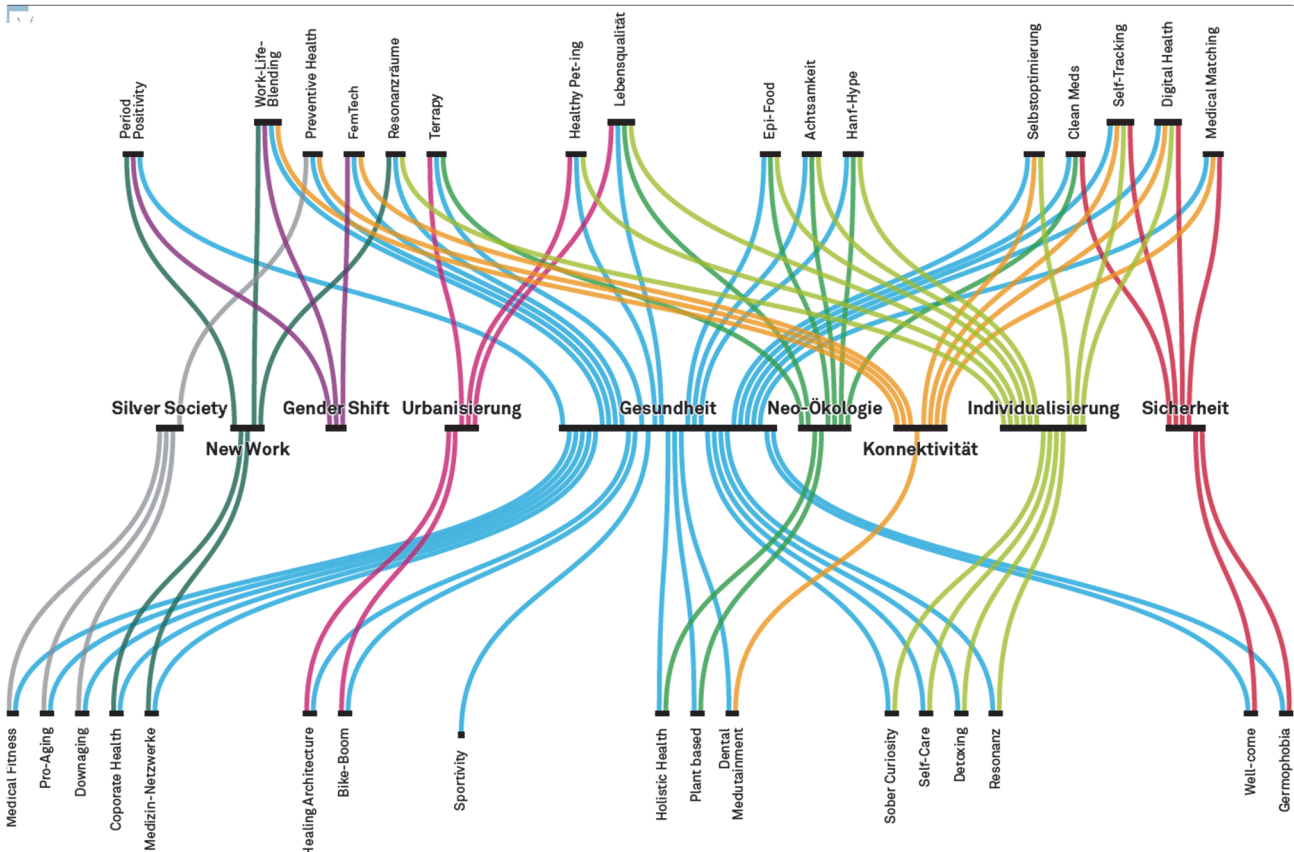 Period
Positivity
Work-Life-
Blending
Preventive Health
FemTech
Resonanzräume
Terrapy
Healthy Pet-ing
Lebensqualität
Epi-Food
Achtsamkeit
Hanf-Hype
Selbstoptimierung
Clean Meds
Self-Tracking
Digital Health
Medical Matching
Silver Society
New Work
Gender Shift
Urbanisierung
Gesundheit
Neo-Ökologie
Konnektivität
Individualisierung
Sicherheit
Medical Fitness
Pro-Aging
Downaging
Coporate Health
Medizin-Netzwerke
Healing Architecture
Bike-Boom
Sportivity
Holistic Health
Plant based
Dental
Medutainment
Sober Curiosity
Self-Care
Detoxing
Resonanz
Well-come
Germophobia